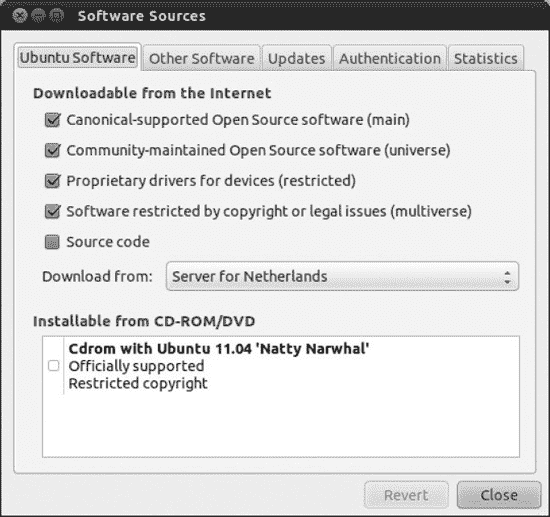 Software Sources
Ubuntu Software Other Software Updates Authentication Statistics
Downloadable from the Internet
Canonical-supported Open Source software (main)
Community-maintained Open Source software (universe)
Proprietary drivers for devices (restricted)
Software restricted by copyright or legal issues (multiverse)
Source code
Download from: Server for Netherlands
Installable from CD-ROM/DVD
Cdrom with Ubuntu 11.04 'Natty Narwhal'
Officially supported
Restricted copyright
Revert Close